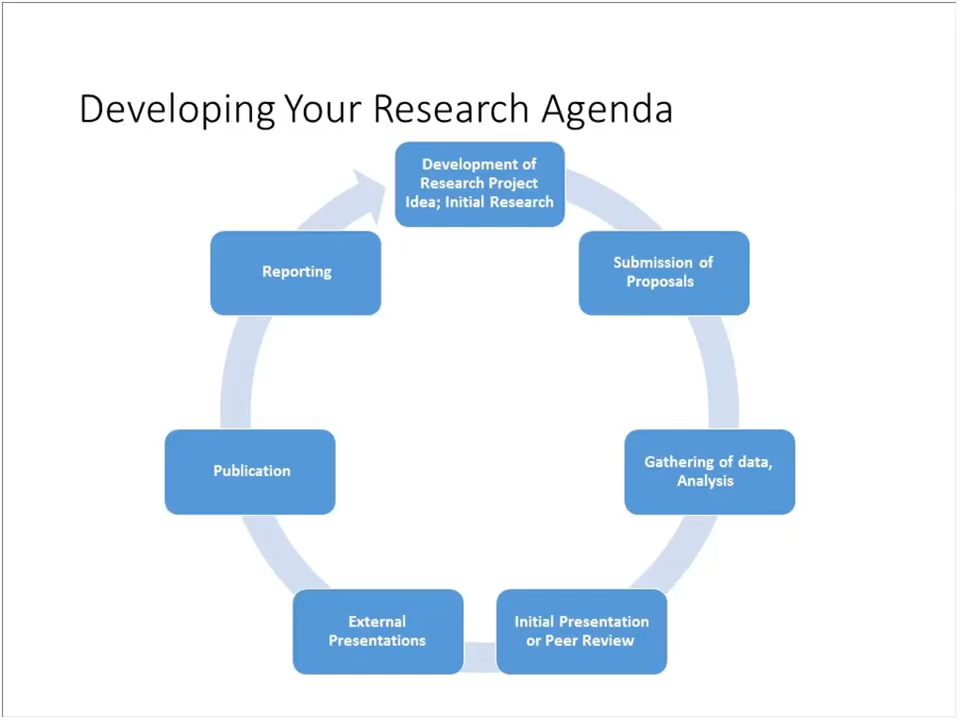 Developing Your Research Agenda
Development of
Research Project
Idea; Initial Research
Submission of
Proposals
Gathering of data,
Analysis
Initial Presentation
or Peer Review
External
Presentations
Publication
Reporting